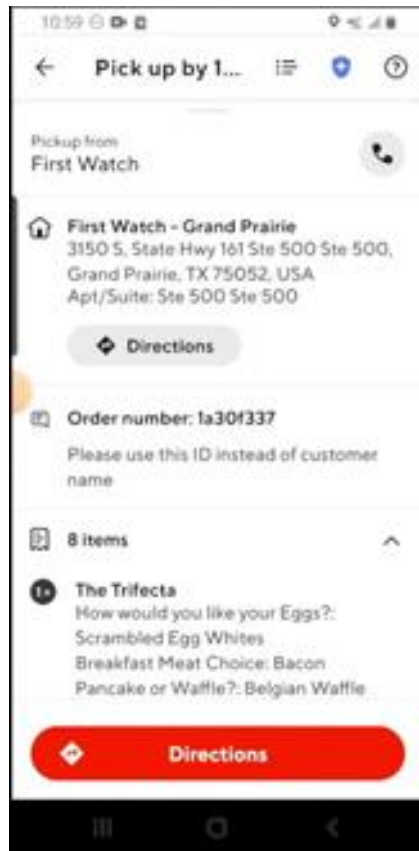 10:59
Pick up by 1...
Pickup from
First Watch
First Watch - Grand Prairie
3150 S, State Hwy 161 Ste 500 Ste 500,
Grand Prairie, TX 75052, USA
Apt/Suite: Ste 500 Ste 500
Directions
Order number: 1a30f337
Please use this ID instead of customer
name
8 items
1×
The Trifecta
How would you like your Eggs?:
Scrambled Egg Whites
Breakfast Meat Choice: Bacon
Pancake or Waffle?: Belgian Waffle
Directions